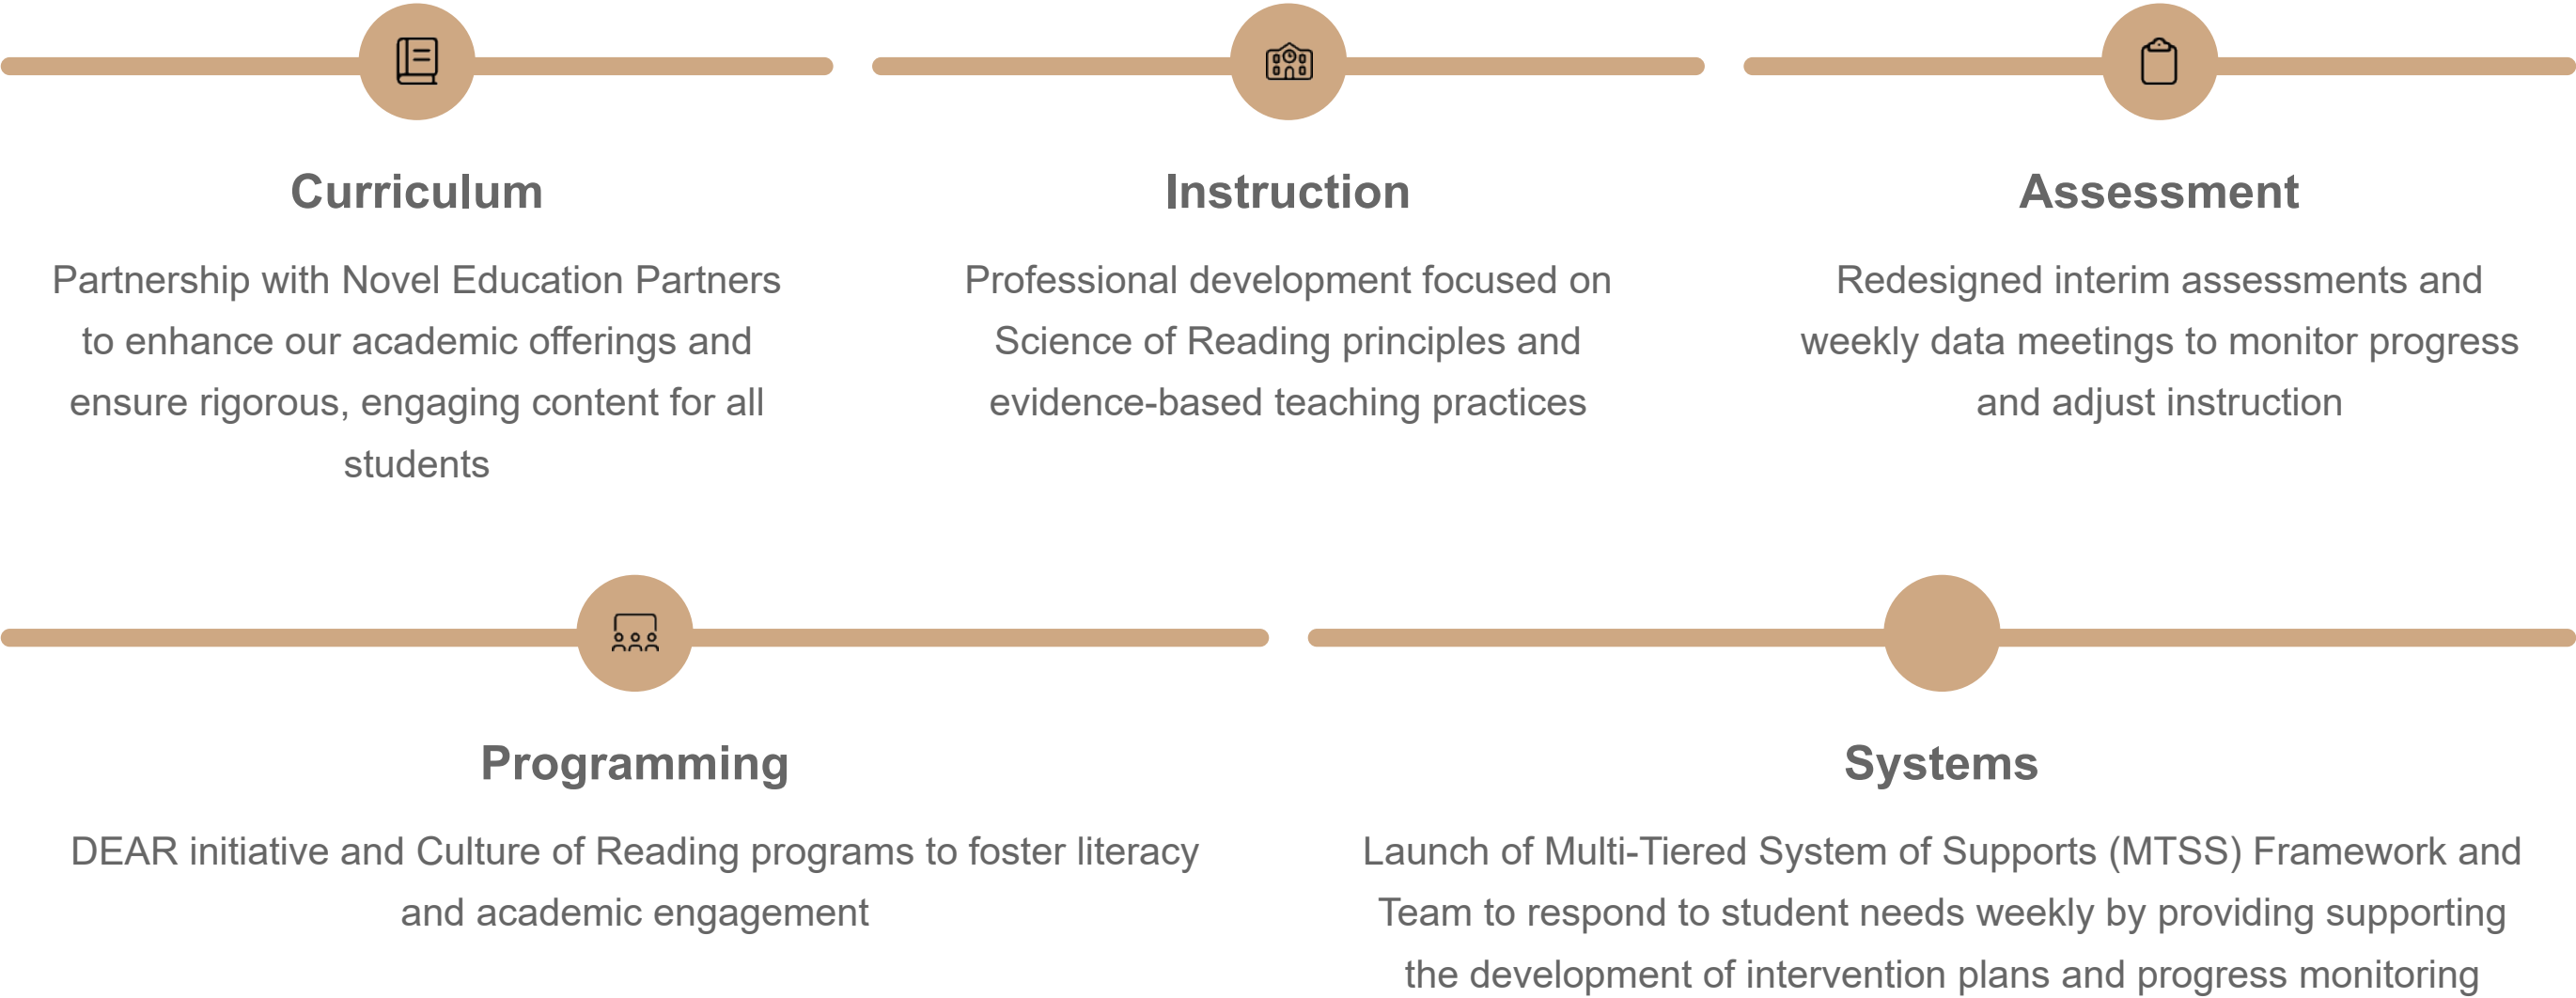 Curriculum
Partnership with Novel Education Partners
to enhance our academic offerings and
ensure rigorous, engaging content for all
students
Instruction
Professional development focused on
Science of Reading principles and
evidence-based teaching practices
Assessment
Redesigned interim assessments and
weekly data meetings to monitor progress
and adjust instruction
Programming
DEAR initiative and Culture of Reading programs to foster literacy
and academic engagement
Systems
Launch of Multi-Tiered System of Supports (MTSS) Framework and
Team to respond to student needs weekly by providing supporting
the development of intervention plans and progress monitoring